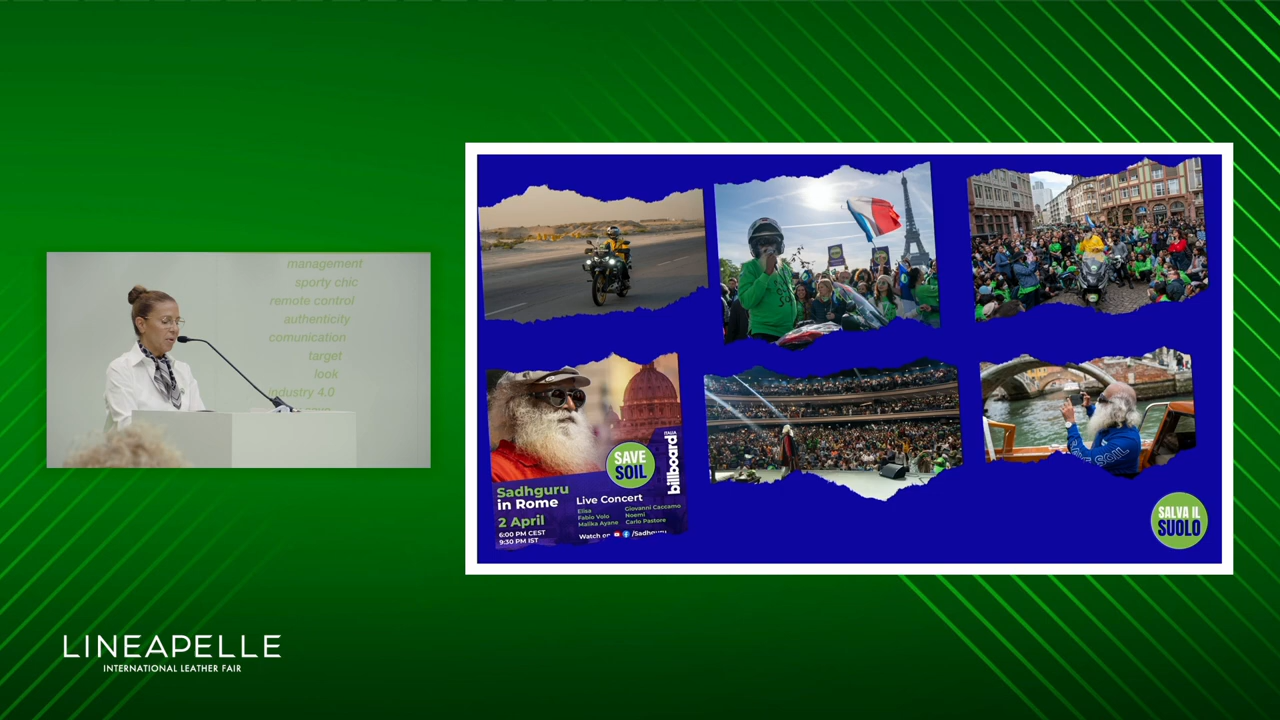 management
sporty chic
remote control
authenticity
comunication
target
look
industry 4.0
SAVE
SOIL
billboard
ITALIA
Sadhguru
in Rome
2 April
6:00 PM CEST
9:30 PM IST
Live Concert
Elisa
Fabio Volo
Malika Ayane
Giovanni Caccamo
Noemi
Carlo Pastore
Watch on /Sadhguru
SOIL
SALVA IL
SUOLO
LINEAPELLE
INTERNATIONAL LEATHER FAIR